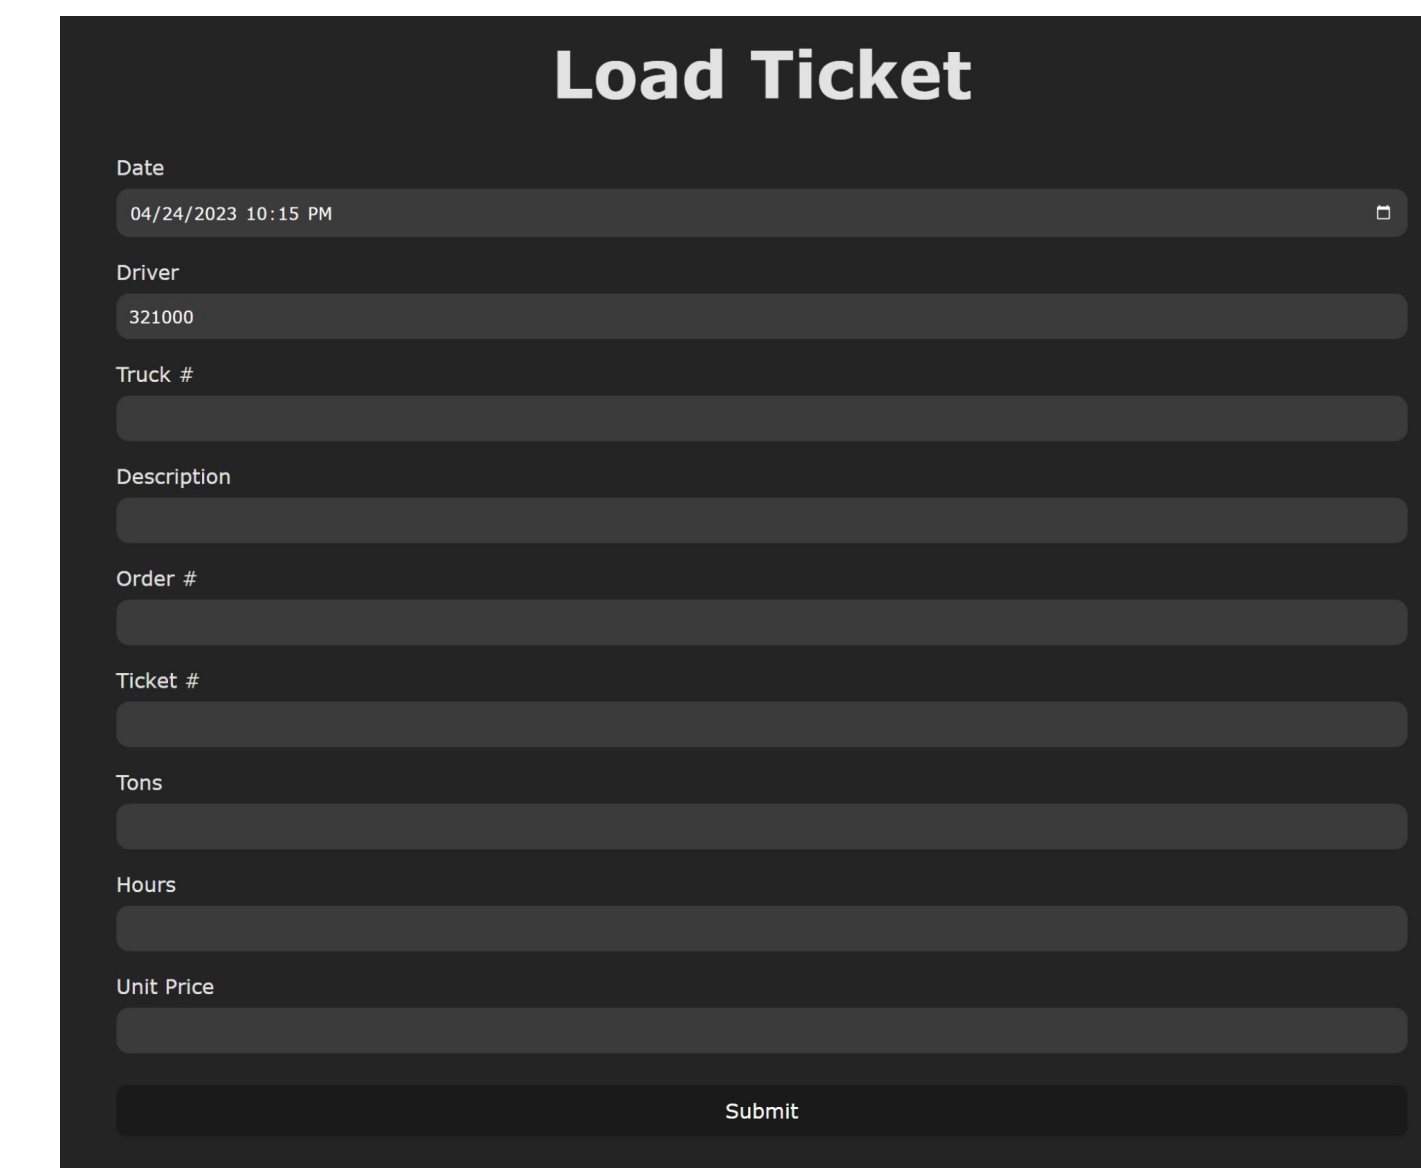 Load Ticket
Date
04/24/2023 10:15 PM
Driver
321000
Truck #
Description
Order #
Ticket #
Tons
Hours
Unit Price
Submit